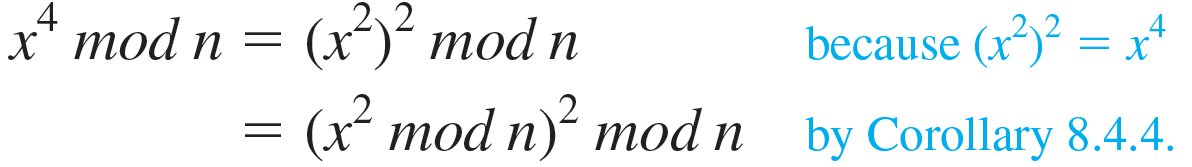 x⁴ mod n = (x²)² mod n because (x²)² = x⁴
= (x² mod n)² mod n by Corollary 8.4.4.